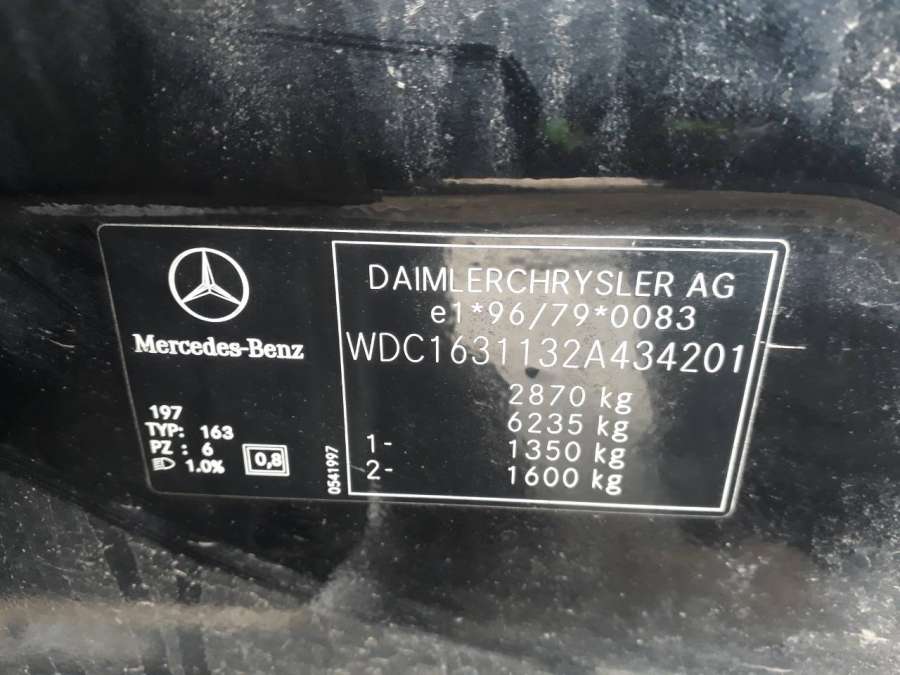 Mercedes-Benz
197
TYP: 163
PZ : 6
1.0%
0,8
0541997
DAIMLERCHRYSLER AG
e1*96/79*0083
WDC1631132A434201
2870 kg
6235 kg
1- 1350 kg
2- 1600 kg